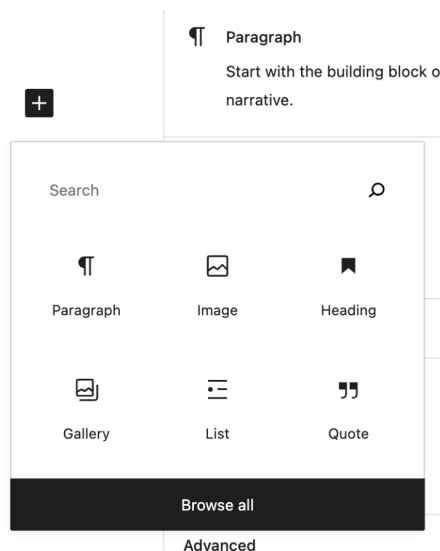 Paragraph
Start with the building block o
narrative.
Search
Paragraph Image Heading
Gallery List Quote
Browse all
Advanced